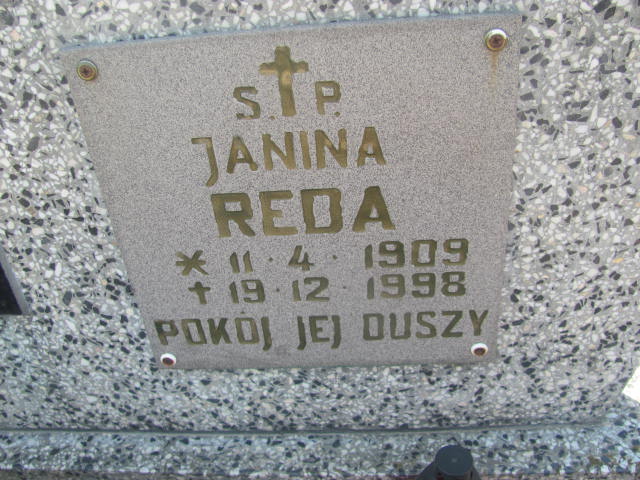 S. P.
JANINA
REDA
* 11 · 4 · 1909
† 19 · 12 · 1998
POKÓJ JEJ DUSZY